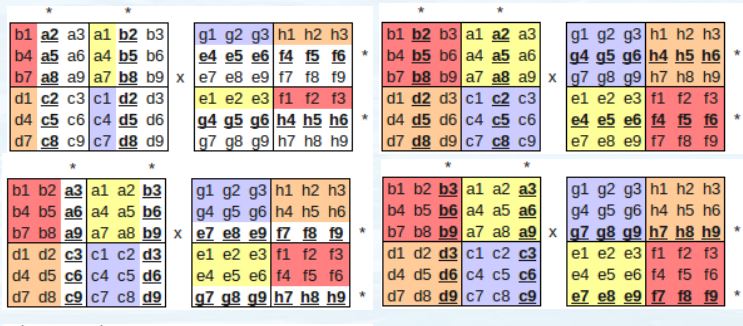 * *
b1 a2 a3 a1 b2 b3 g1 g2 g3 h1 h2 h3
b4 a5 a6 a4 b5 b6 e4 e5 e6 f4 f5 f6 *
b7 a8 a9 a7 b8 b9 x e7 e8 e9 f7 f8 f9
d1 c2 c3 c1 d2 d3 e1 e2 e3 f1 f2 f3
d4 c5 c6 c4 d5 d6 g4 g5 g6 h4 h5 h6 *
d7 c8 c9 c7 d8 d9 g7 g8 g9 h7 h8 h9
* *
b1 b2 b3 a1 a2 a3 g1 g2 g3 h1 h2 h3
b4 b5 b6 a4 a5 a6 g4 g5 g6 h4 h5 h6 *
b7 b8 b9 a7 a8 a9 x g7 g8 g9 h7 h8 h9
d1 d2 d3 c1 c2 c3 e1 e2 e3 f1 f2 f3
d4 d5 d6 c4 c5 c6 e4 e5 e6 f4 f5 f6 *
d7 d8 d9 c7 c8 c9 e7 e8 e9 f7 f8 f9
* *
b1 b2 a3 a1 a2 b3 g1 g2 g3 h1 h2 h3
b4 b5 a6 a4 a5 b6 g4 g5 g6 h4 h5 h6
b7 b8 a9 a7 a8 b9 x e7 e8 e9 f7 f8 f9 *
d1 d2 c3 c1 c2 d3 e1 e2 e3 f1 f2 f3
d4 d5 c6 c4 c5 d6 e4 e5 e6 f4 f5 f6
d7 d8 c9 c7 c8 d9 g7 g8 g9 h7 h8 h9 *
* *
b1 b2 b3 a1 a2 a3 g1 g2 g3 h1 h2 h3
b4 b5 b6 a4 a5 a6 g4 g5 g6 h4 h5 h6
b7 b8 b9 a7 a8 a9 x g7 g8 g9 h7 h8 h9 *
d1 d2 d3 c1 c2 c3 e1 e2 e3 f1 f2 f3
d4 d5 d6 c4 c5 c6 e4 e5 e6 f4 f5 f6
d7 d8 d9 c7 c8 c9 e7 e8 e9 f7 f8 f9 *